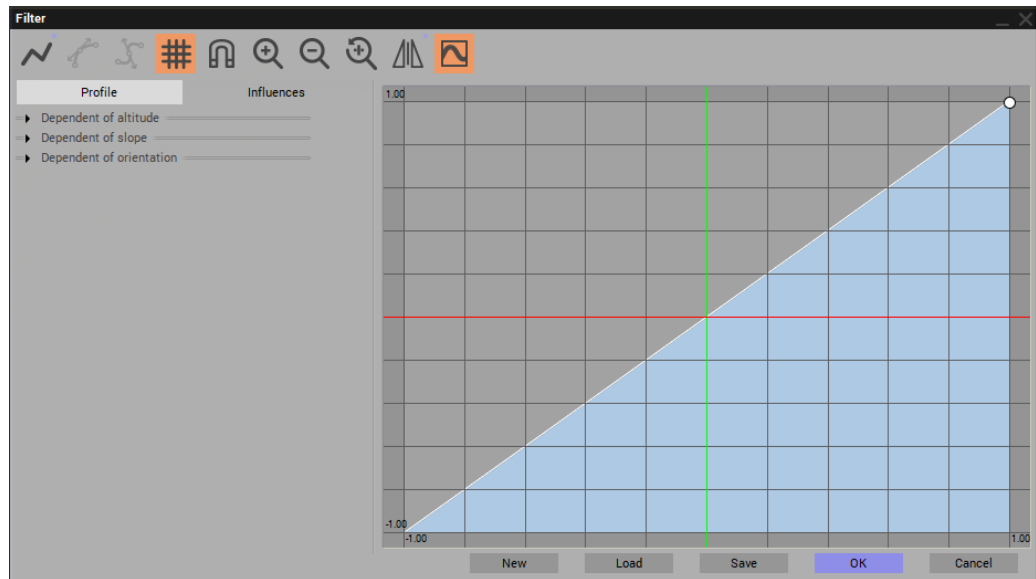 Filter
Profile Influences
Dependent of altitude
Dependent of slope
Dependent of orientation
1.00
-1.00
-1.00 1.00
New Load Save OK Cancel